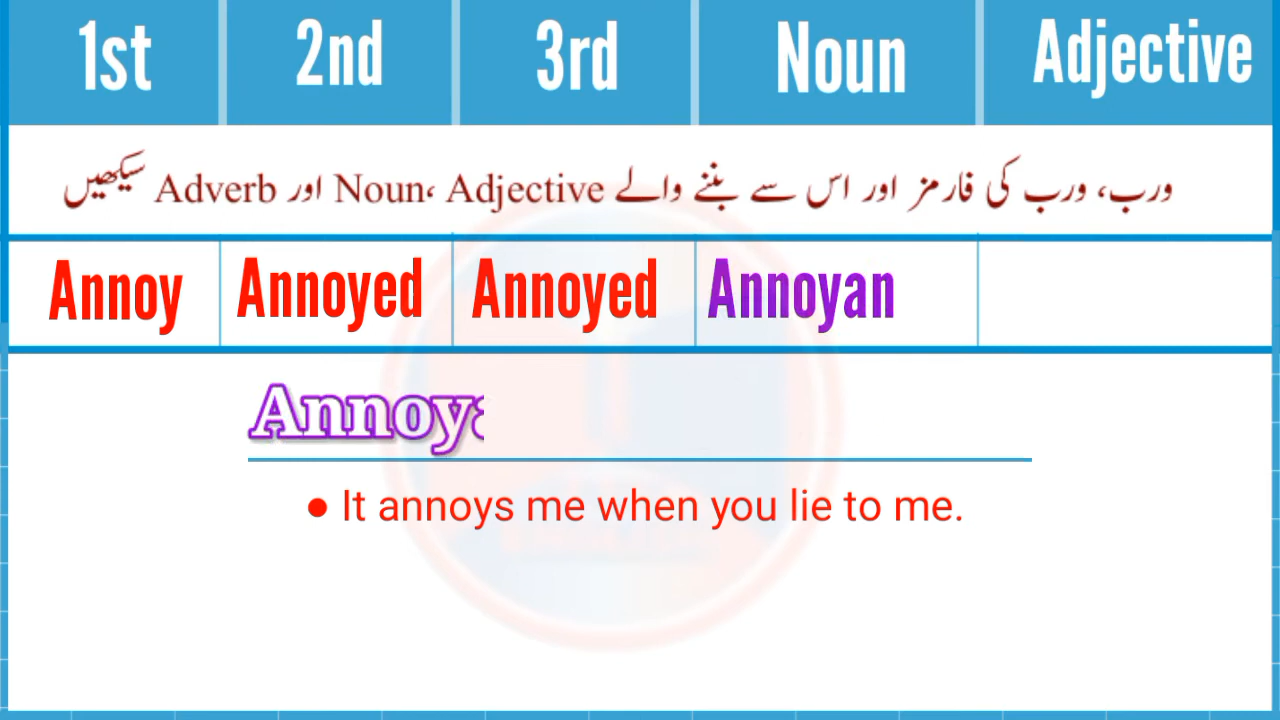 1st 2nd 3rd Noun Adjective
ورب، ورب کی فارمز اور اس سے بننے والے Noun، Adjective اور Adverb سیکھیں
Annoy Annoyed Annoyed Annoyan
Annoy
● It annoys me when you lie to me.